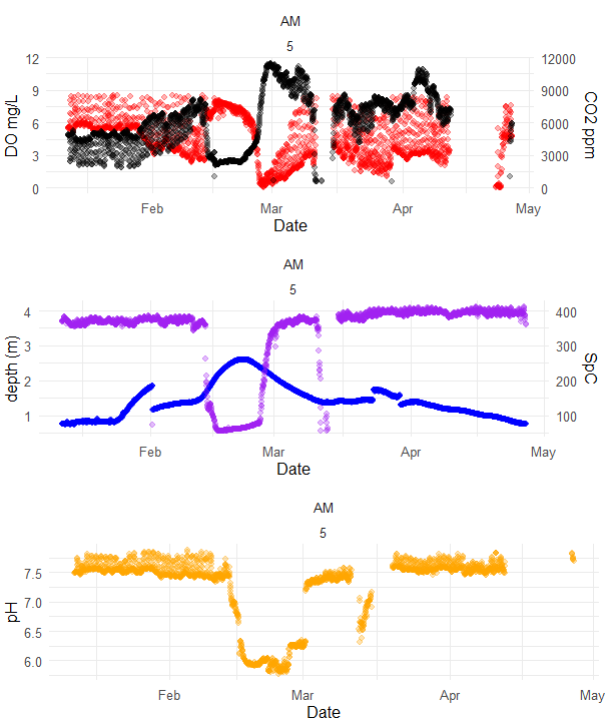 AM
5
12
9
6
3
0
DO mg/L
12000
9000
6000
3000
0
CO2 ppm
Feb Mar Apr May
Date
AM
5
4
3
2
1
depth (m)
400
300
200
100
SpC
Feb Mar Apr May
Date
AM
5
7.5
7.0
6.5
6.0
pH
Feb Mar Apr May
Date